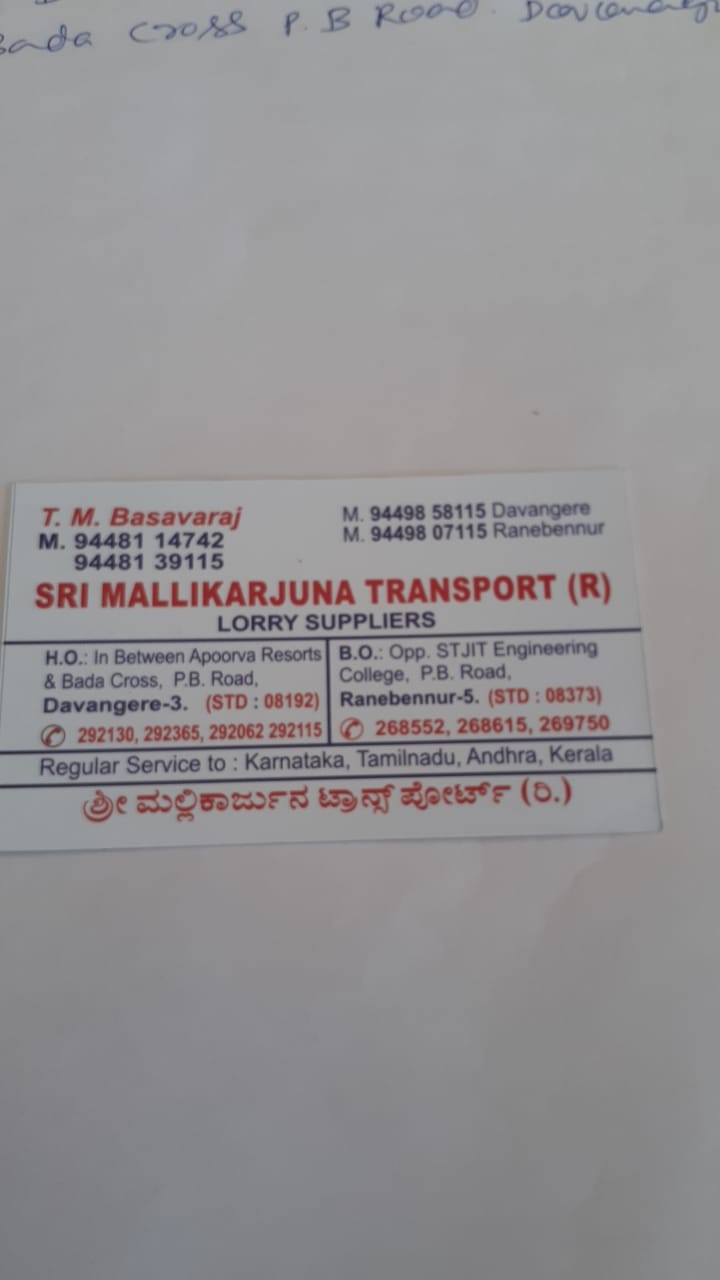 Bada Cross P.B Road.
T. M. Basavaraj
M. 94481 14742
94481 39115
M. 94498 58115 Davangere
M. 94498 07115 Ranebennur
SRI MALLIKARJUNA TRANSPORT (R)
LORRY SUPPLIERS
H.O.: In Between Apoorva Resorts
& Bada Cross, P.B. Road,
Davangere-3. (STD : 08192)
✆ 292130, 292365, 292062 292115
B.O.: Opp. STJIT Engineering
College, P.B. Road,
Ranebennur-5. (STD : 08373)
✆ 268552, 268615, 269750
Regular Service to : Karnataka, Tamilnadu, Andhra, Kerala
ಶ್ರೀ ಮಲ್ಲಿಕಾರ್ಜುನ ಟ್ರಾನ್ಸ್ ಪೋರ್ಟ್ (ರಿ.)